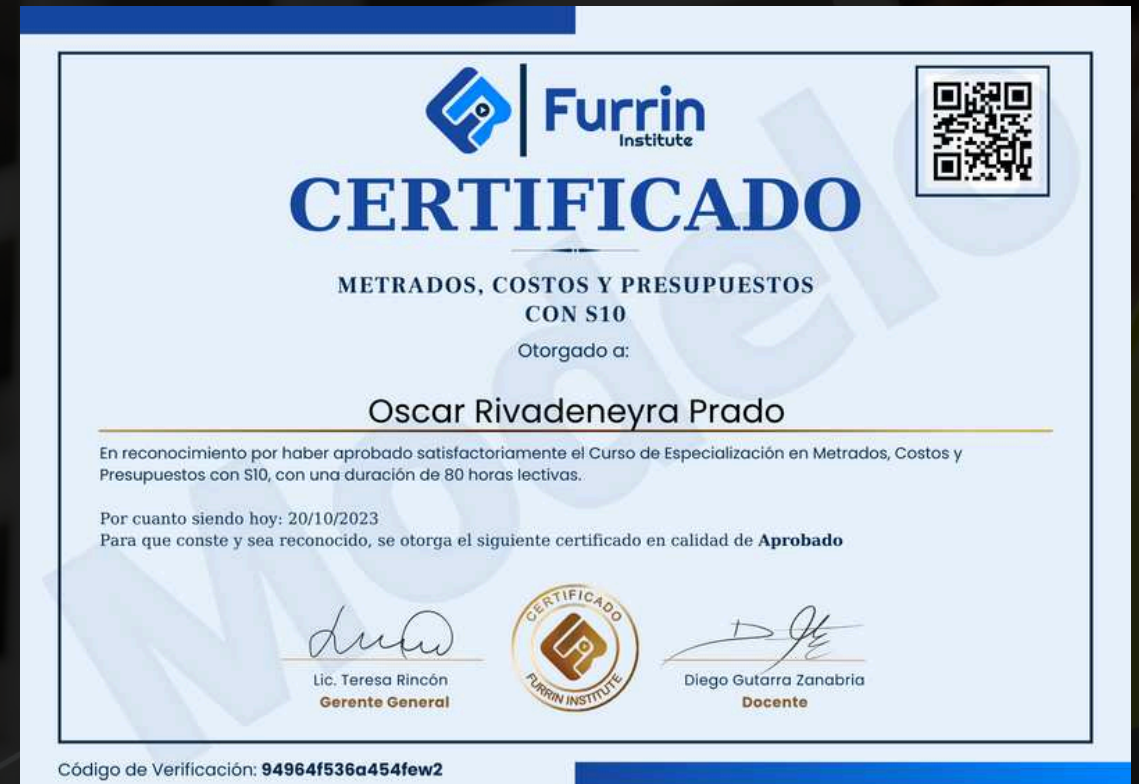 Furrin
Institute
CERTIFICADO
METRADOS, COSTOS Y PRESUPUESTOS
CON S10
Otorgado a:
Oscar Rivadeneyra Prado
En reconocimiento por haber aprobado satisfactoriamente el Curso de Especialización en Metrados, Costos y
Presupuestos con S10, con una duración de 80 horas lectivas.
Por cuanto siendo hoy: 20/10/2023
Para que conste y sea reconocido, se otorga el siguiente certificado en calidad de Aprobado
Modelo
CERTIFICADO
FURRIN INSTITUTE
Lic. Teresa Rincón
Gerente General
Diego Gutarra Zanabria
Docente
Código de Verificación: 94964f536a454few2